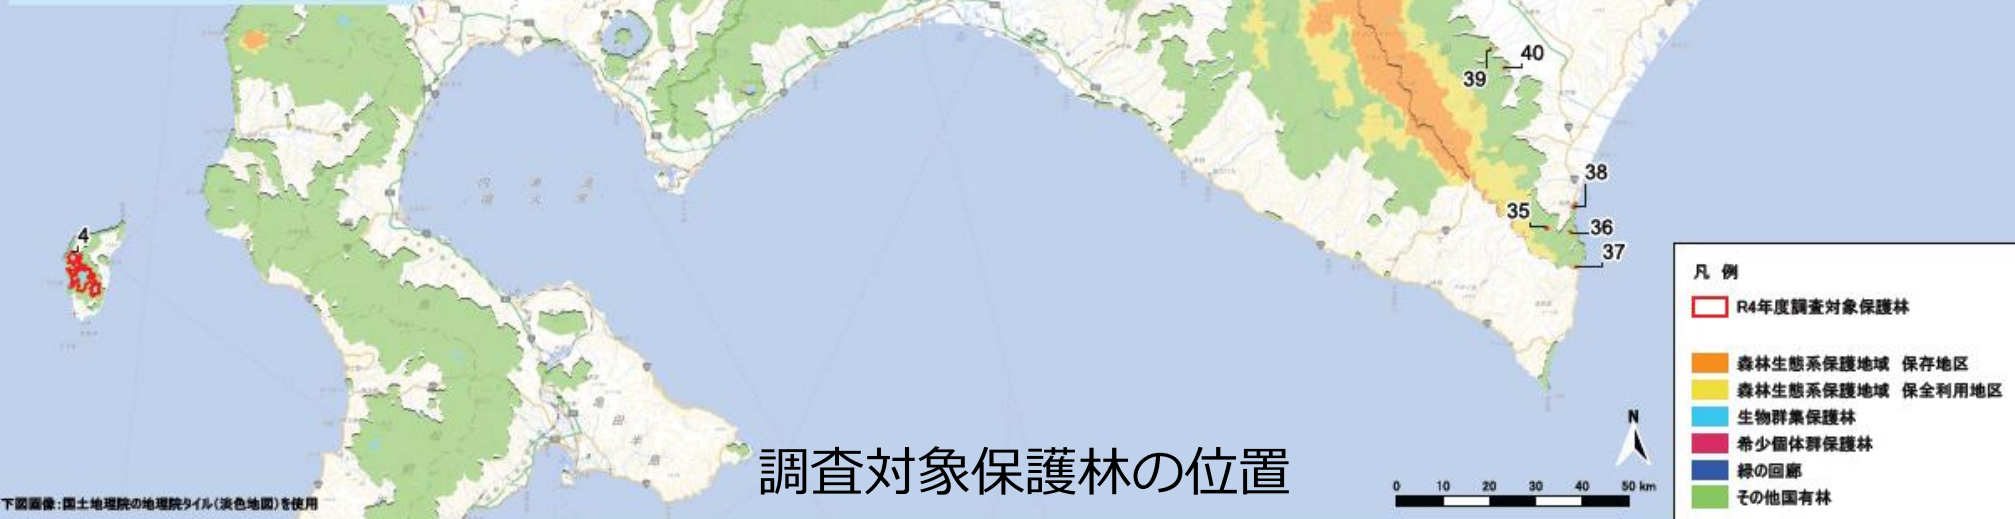 40
39
38
35
36
37
4
凡 例
R4年度調査対象保護林
森林生態系保護地域 保存地区
森林生態系保護地域 保全利用地区
生物群集保護林
希少個体群保護林
緑の回廊
その他国有林
N
0 10 20 30 40 50 km
調査対象保護林の位置
亀田半島
下図画像:国土地理院の地理院タイル(淡色地図)を使用